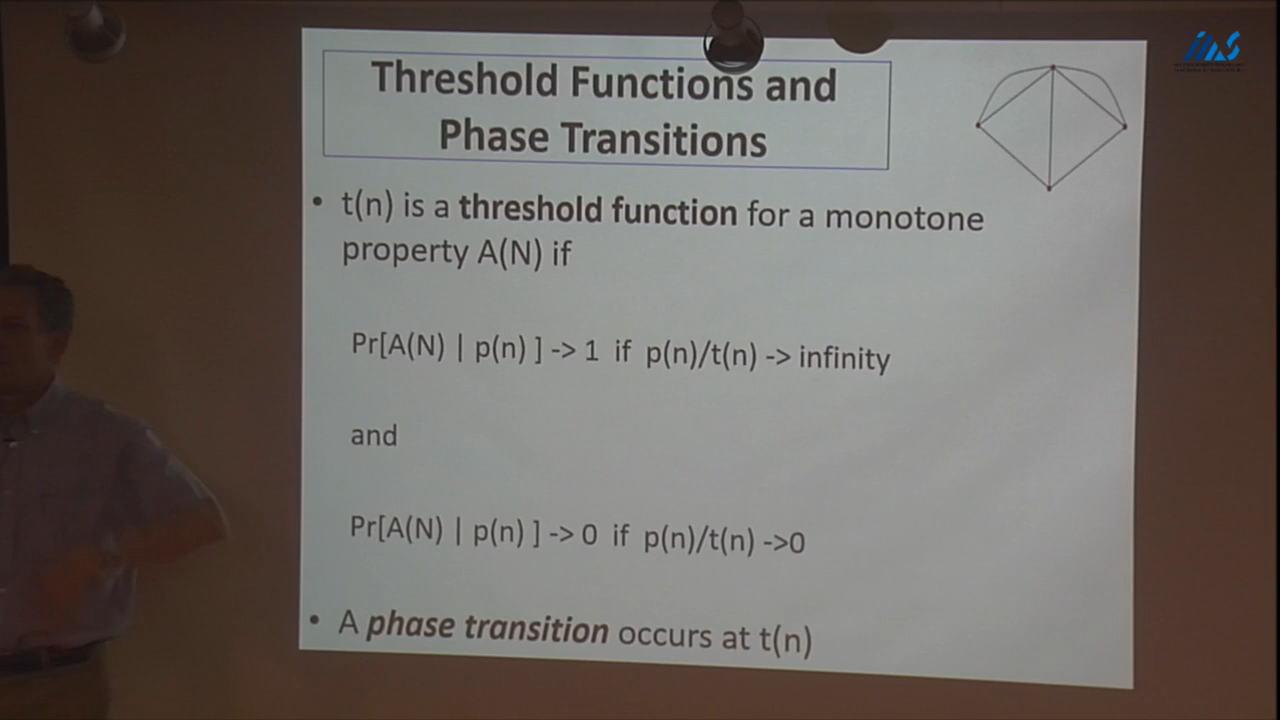 Threshold Functions and
Phase Transitions
• t(n) is a threshold function for a monotone
property A(N) if
Pr[A(N) | p(n) ] -> 1 if p(n)/t(n) -> infinity
and
Pr[A(N) | p(n) ] -> 0 if p(n)/t(n) ->0
• A phase transition occurs at t(n)